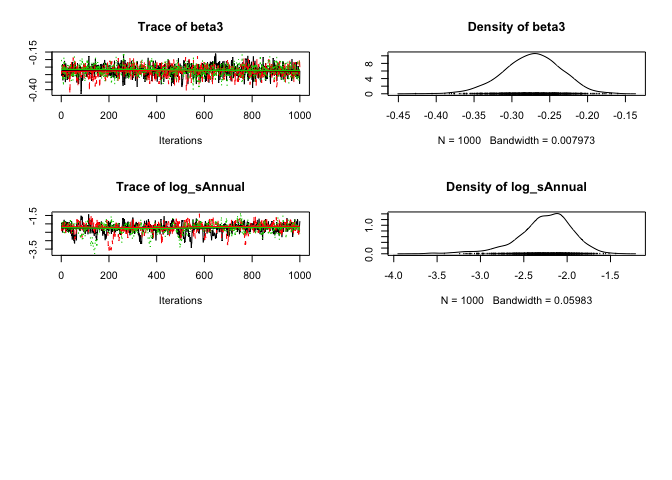 Trace of beta3
-0.40 -0.15
0 200 400 600 800 1000
Iterations
Density of beta3
0 4 8
-0.45 -0.40 -0.35 -0.30 -0.25 -0.20 -0.15
N = 1000 Bandwidth = 0.007973
Trace of log_sAnnual
-3.5 -1.5
0 200 400 600 800 1000
Iterations
Density of log_sAnnual
0.0 1.0
-4.0 -3.5 -3.0 -2.5 -2.0 -1.5
N = 1000 Bandwidth = 0.05983